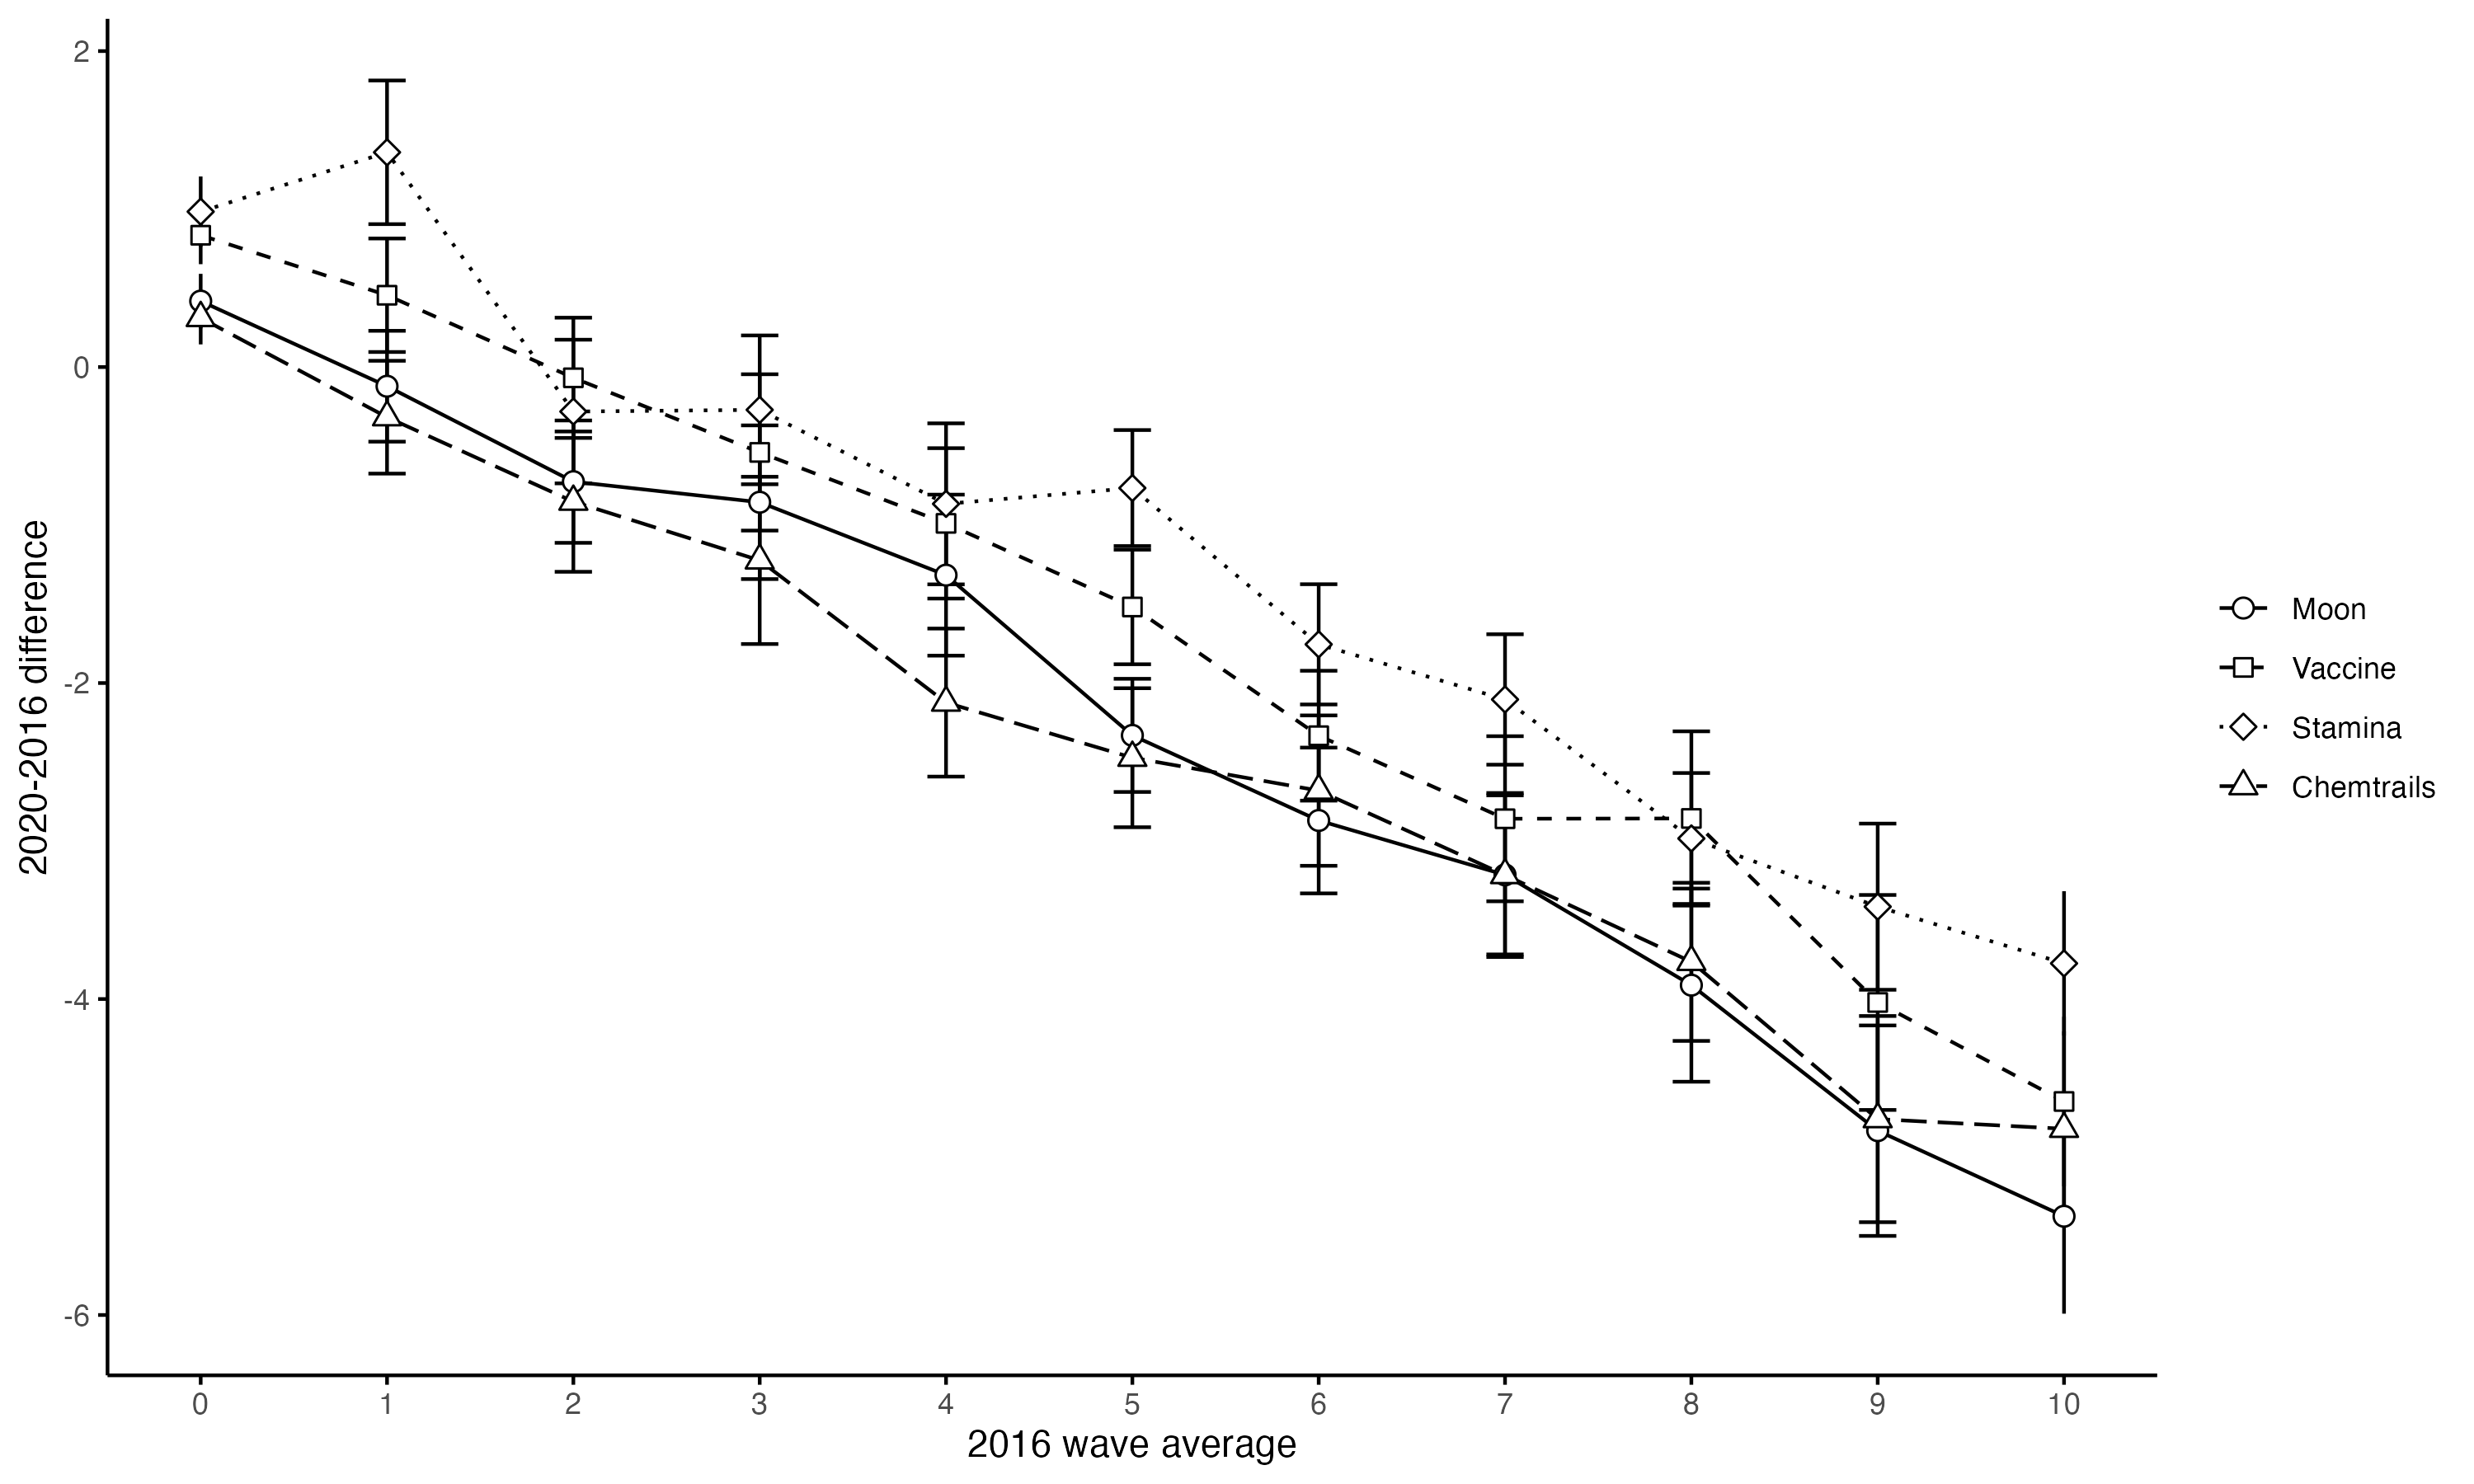 2020-2016 difference
2
0
-2
-4
-6
0 1 2 3 4 5 6 7 8 9 10
2016 wave average
Moon
Vaccine
Stamina
Chemtrails